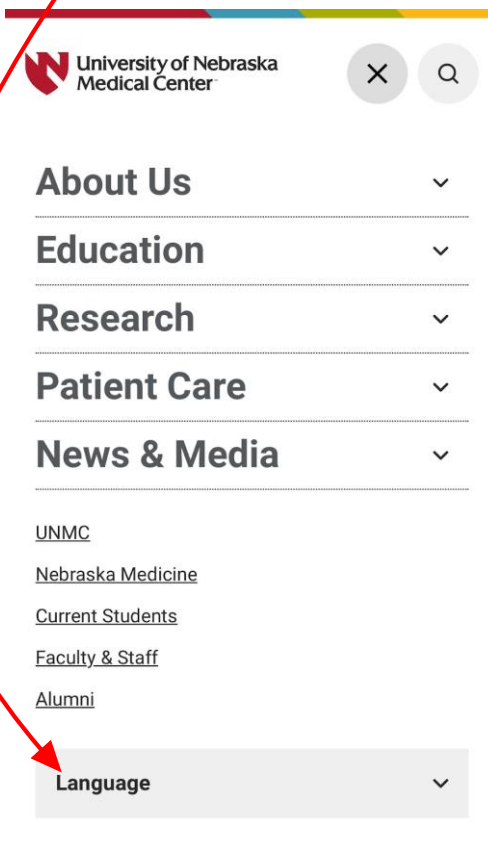 University of Nebraska
Medical Center
About Us
Education
Research
Patient Care
News & Media
UNMC
Nebraska Medicine
Current Students
Faculty & Staff
Alumni
Language